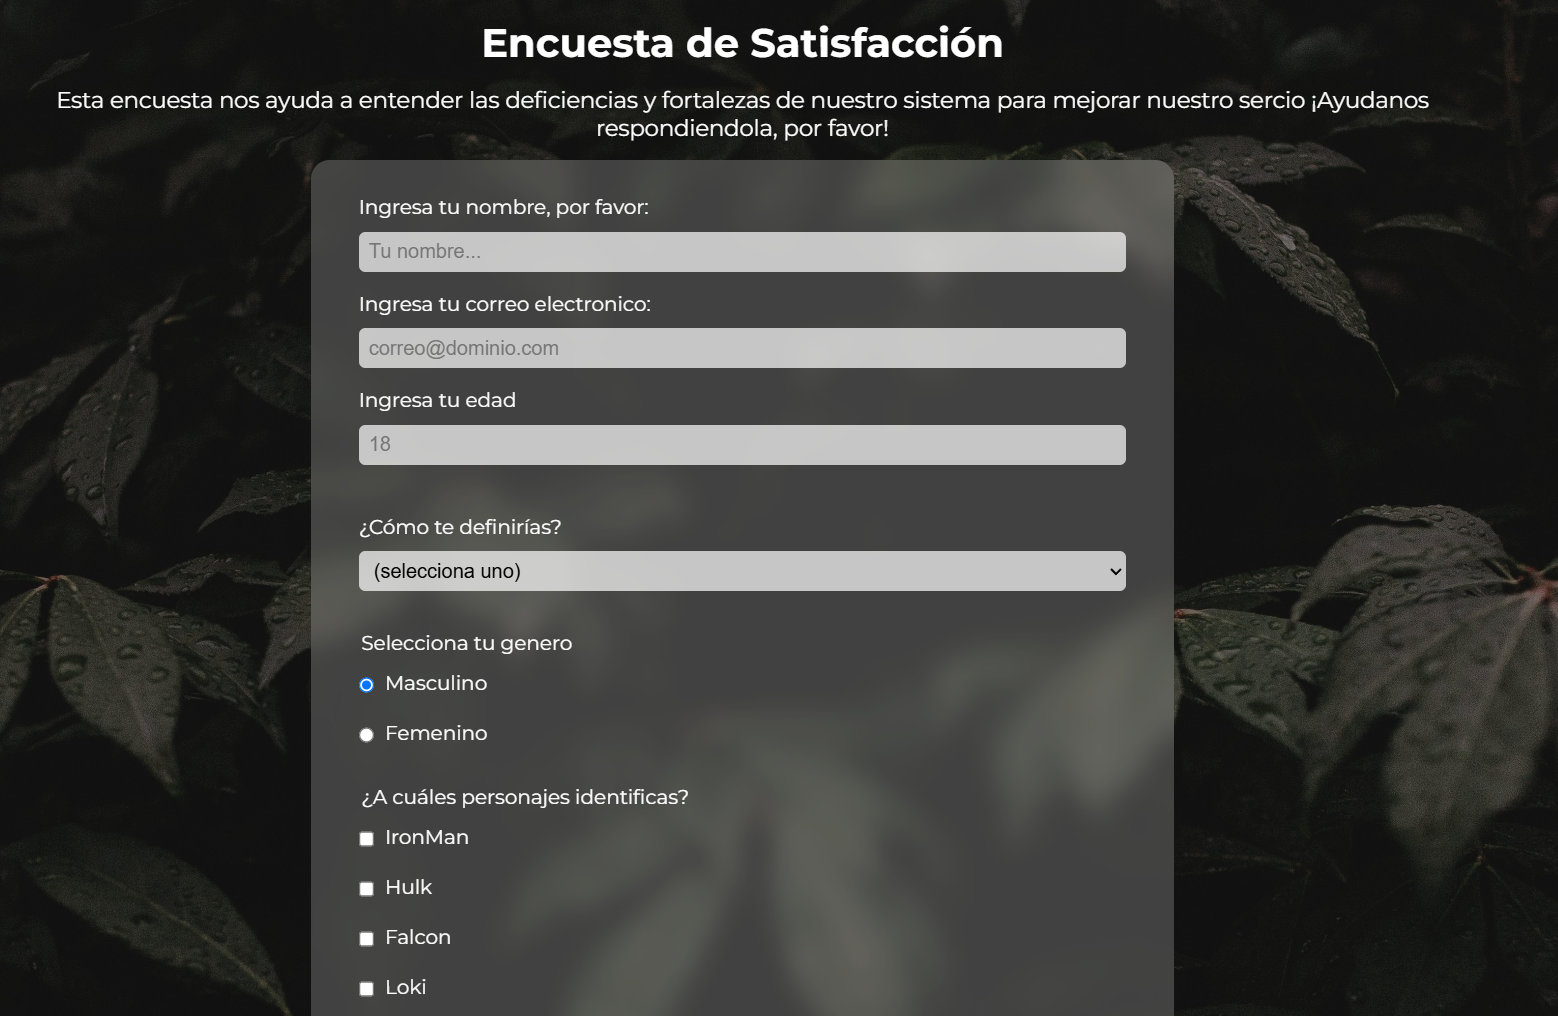 Encuesta de Satisfacción
Esta encuesta nos ayuda a entender las deficiencias y fortalezas de nuestro sistema para mejorar nuestro sercio ¡Ayudanos
respondiendola, por favor!
Ingresa tu nombre, por favor:
Tu nombre...
Ingresa tu correo electronico:
correo@dominio.com
Ingresa tu edad
18
¿Cómo te definirías?
(selecciona uno)
Selecciona tu genero
Masculino
Femenino
¿A cuáles personajes identificas?
IronMan
Hulk
Falcon
Loki